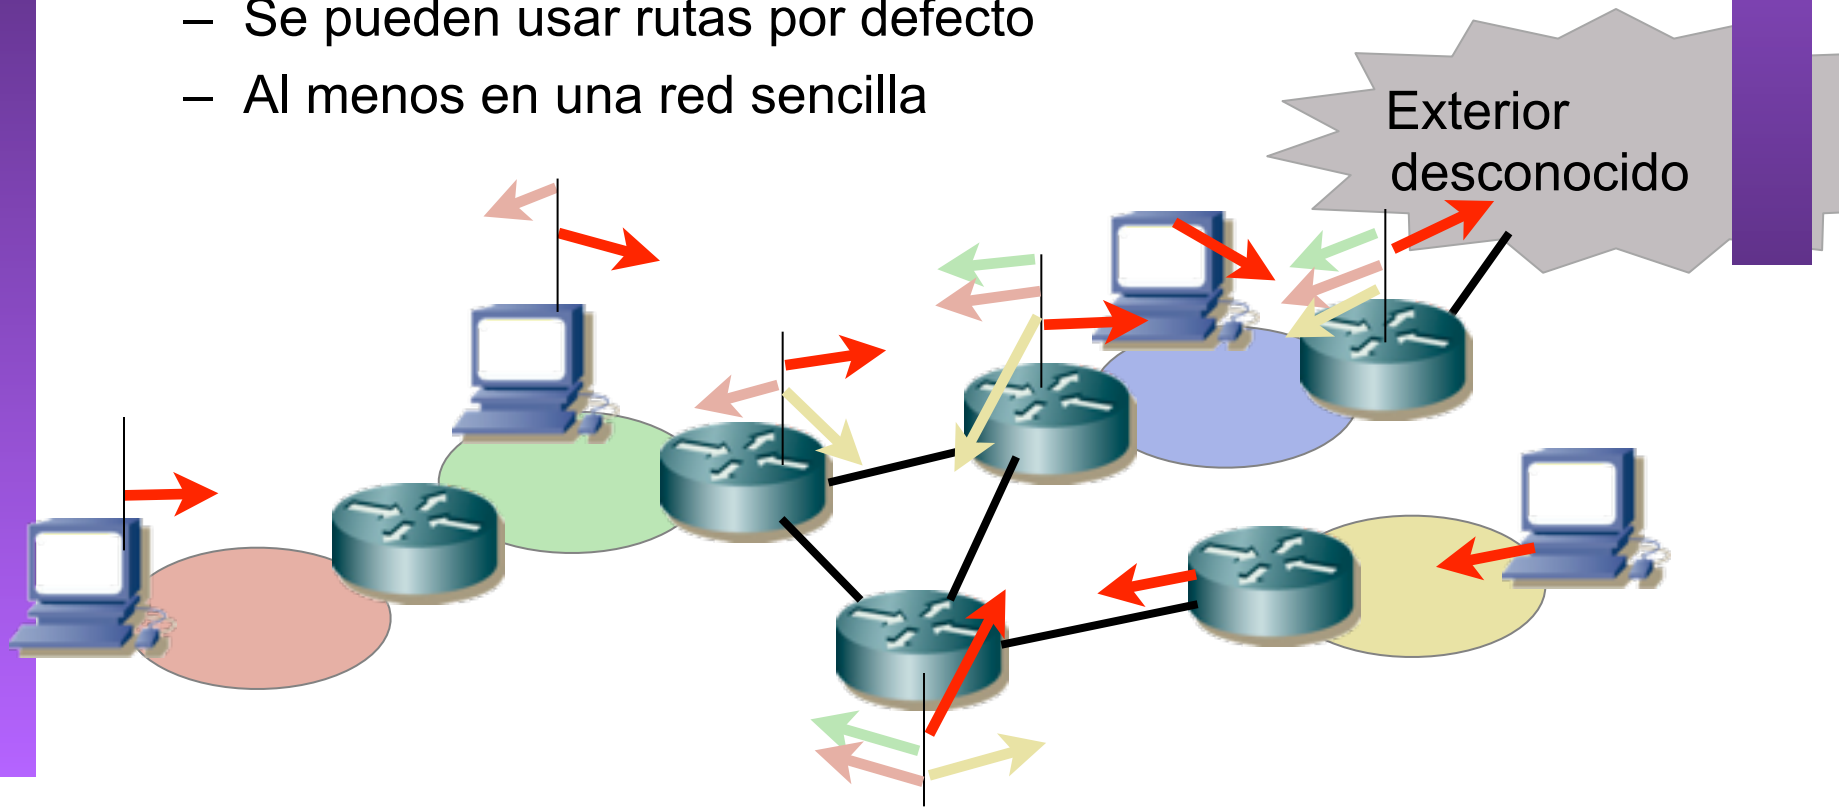 – Se pueden usar rutas por defecto
– Al menos en una red sencilla
Exterior
desconocido